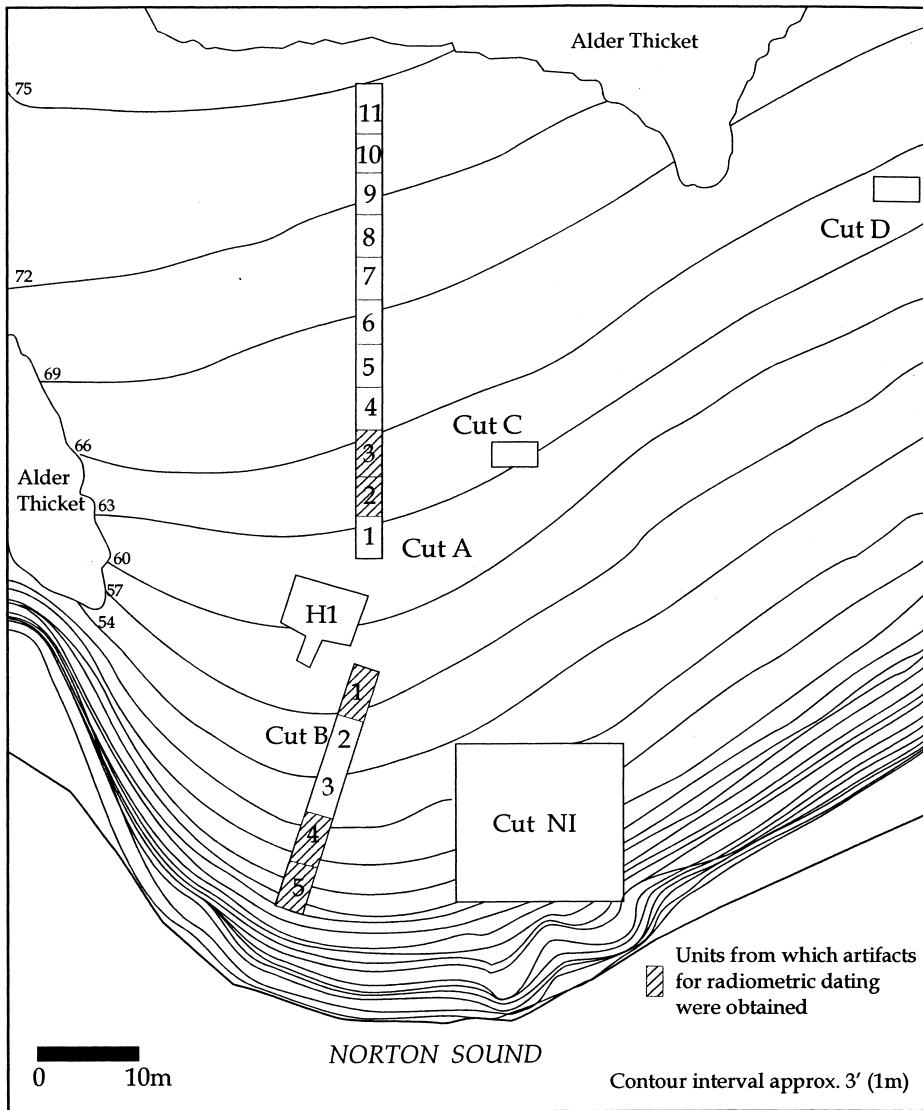 Alder Thicket
75
11
10
9
Cut D
8
72
7
6
69
5
4
Cut C
66
3
Alder
Thicket
2
63
1
Cut A
60
57
H1
54
1
Cut B
2
3
Cut NI
4
5
Units from which artifacts
for radiometric dating
were obtained
NORTON SOUND
0 10m
Contour interval approx. 3' (1m)